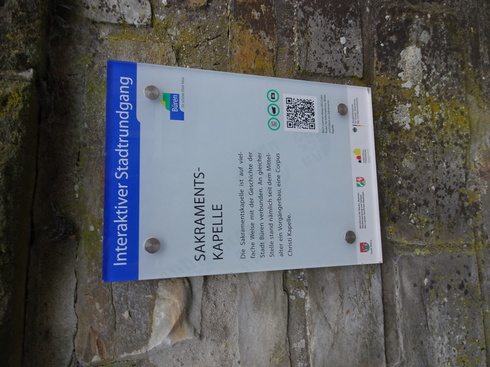 Interaktiver Stadtrundgang
Büren
SAKRAMENTS-
KAPELLE
Die Sakramentskapelle ist auf viel-
fache Weise mit der Geschichte der
Stadt Büren verbunden. An gleicher
Stelle stand nämlich seit dem Mittel-
alter ein Vorgängerbau, eine Corpus
Christi Kapelle.